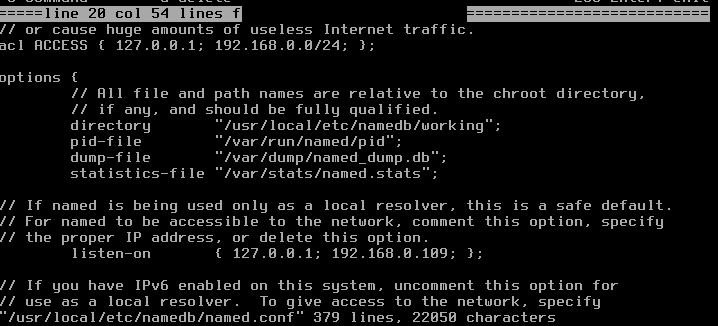 =====line 20 col 54 lines f =========================
// or cause huge amounts of useless Internet traffic.
acl ACCESS { 127.0.0.1; 192.168.0.0/24; };

options {
        // All file and path names are relative to the chroot directory,
        // if any, and should be fully qualified.
        directory       "/usr/local/etc/namedb/working";
        pid-file        "/var/run/named/pid";
        dump-file       "/var/dump/named_dump.db";
        statistics-file "/var/stats/named.stats";

// If named is being used only as a local resolver, this is a safe default.
// For named to be accessible to the network, comment this option, specify
// the proper IP address, or delete this option.
        listen-on       { 127.0.0.1; 192.168.0.109; };

// If you have IPv6 enabled on this system, uncomment this option for
// use as a local resolver.  To give access to the network, specify
"/usr/local/etc/namedb/named.conf" 379 lines, 22050 characters